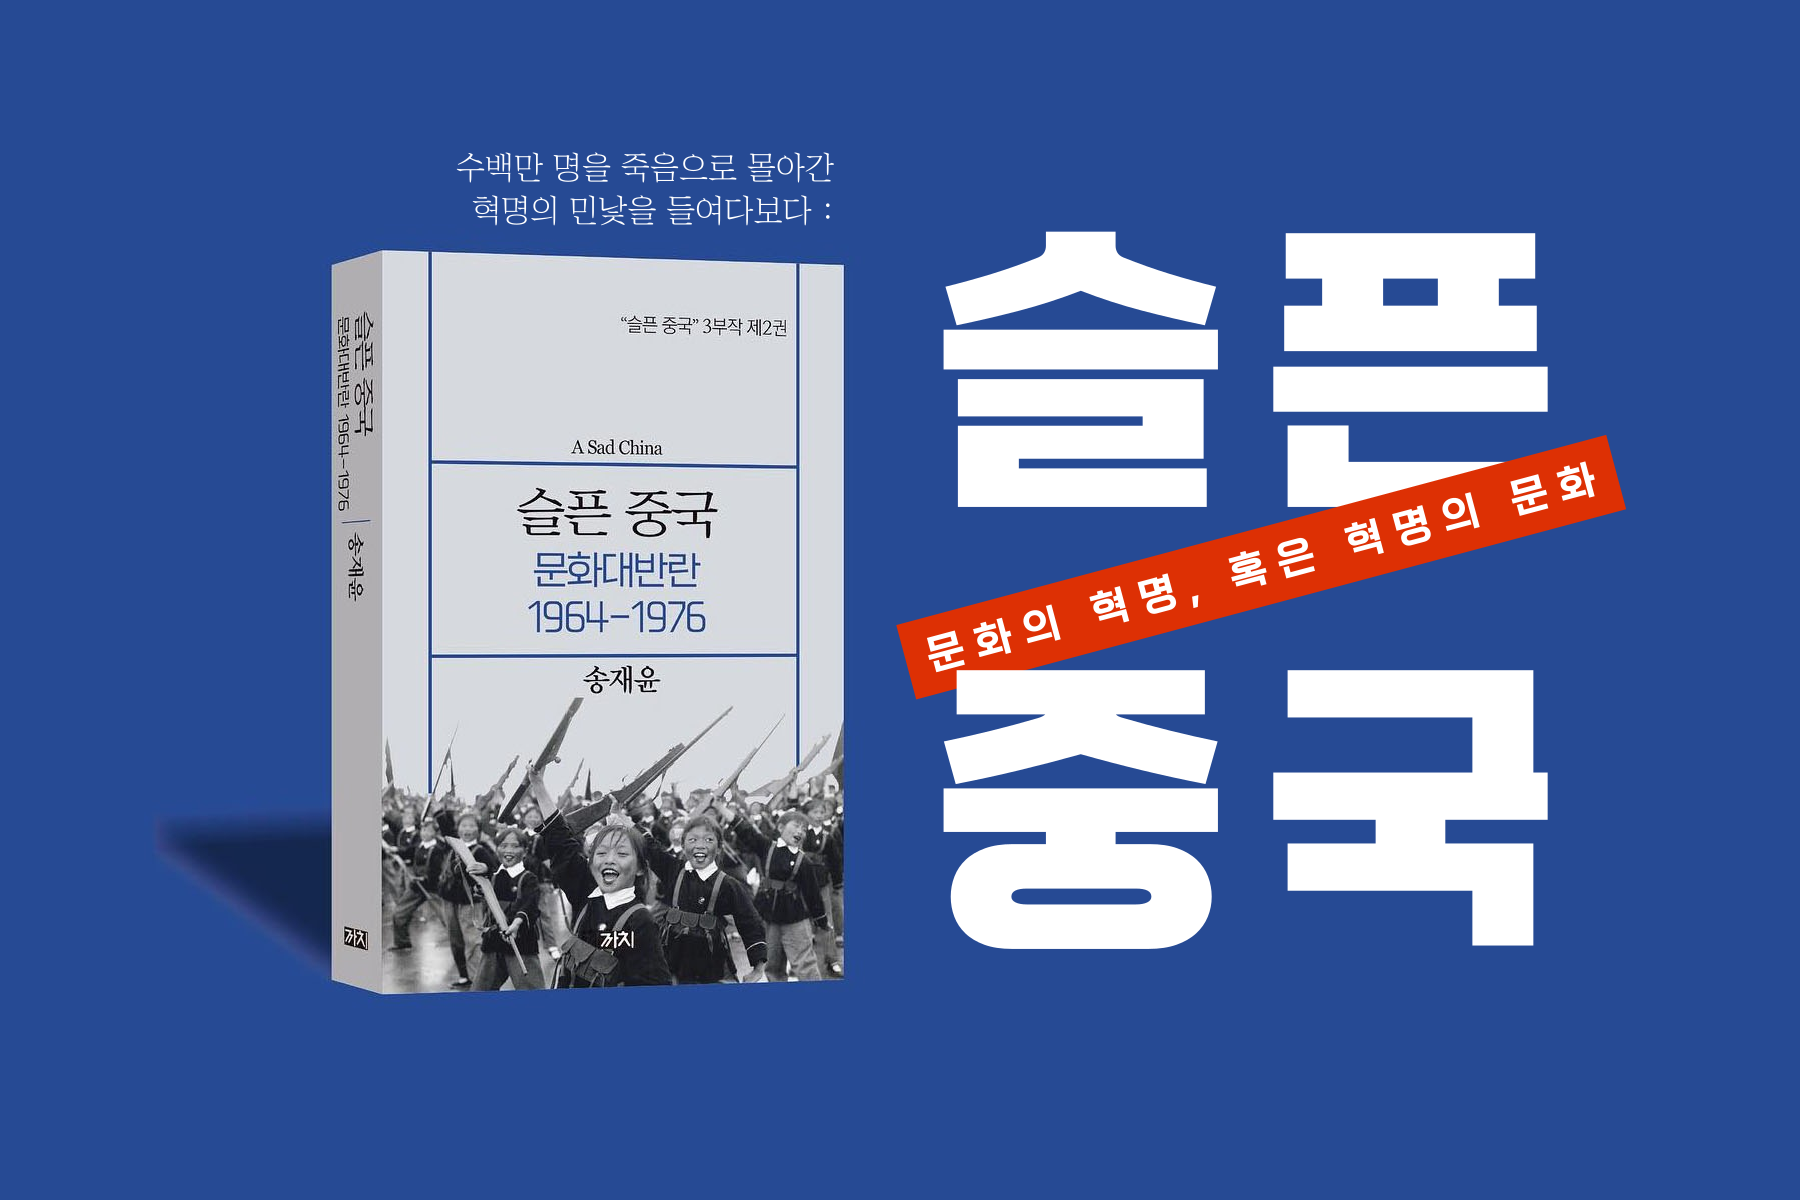 수백만 명을 죽음으로 몰아간
혁명의 민낯을 들여다보다 :
슬픈 중국
문화대반란 1964–1976
송재윤
까치
“슬픈 중국” 3부작 제2권
A Sad China
슬픈 중국
문화대반란
1964–1976
송재윤
까치
슬픈
문화의 혁명, 혹은 혁명의 문화
중국